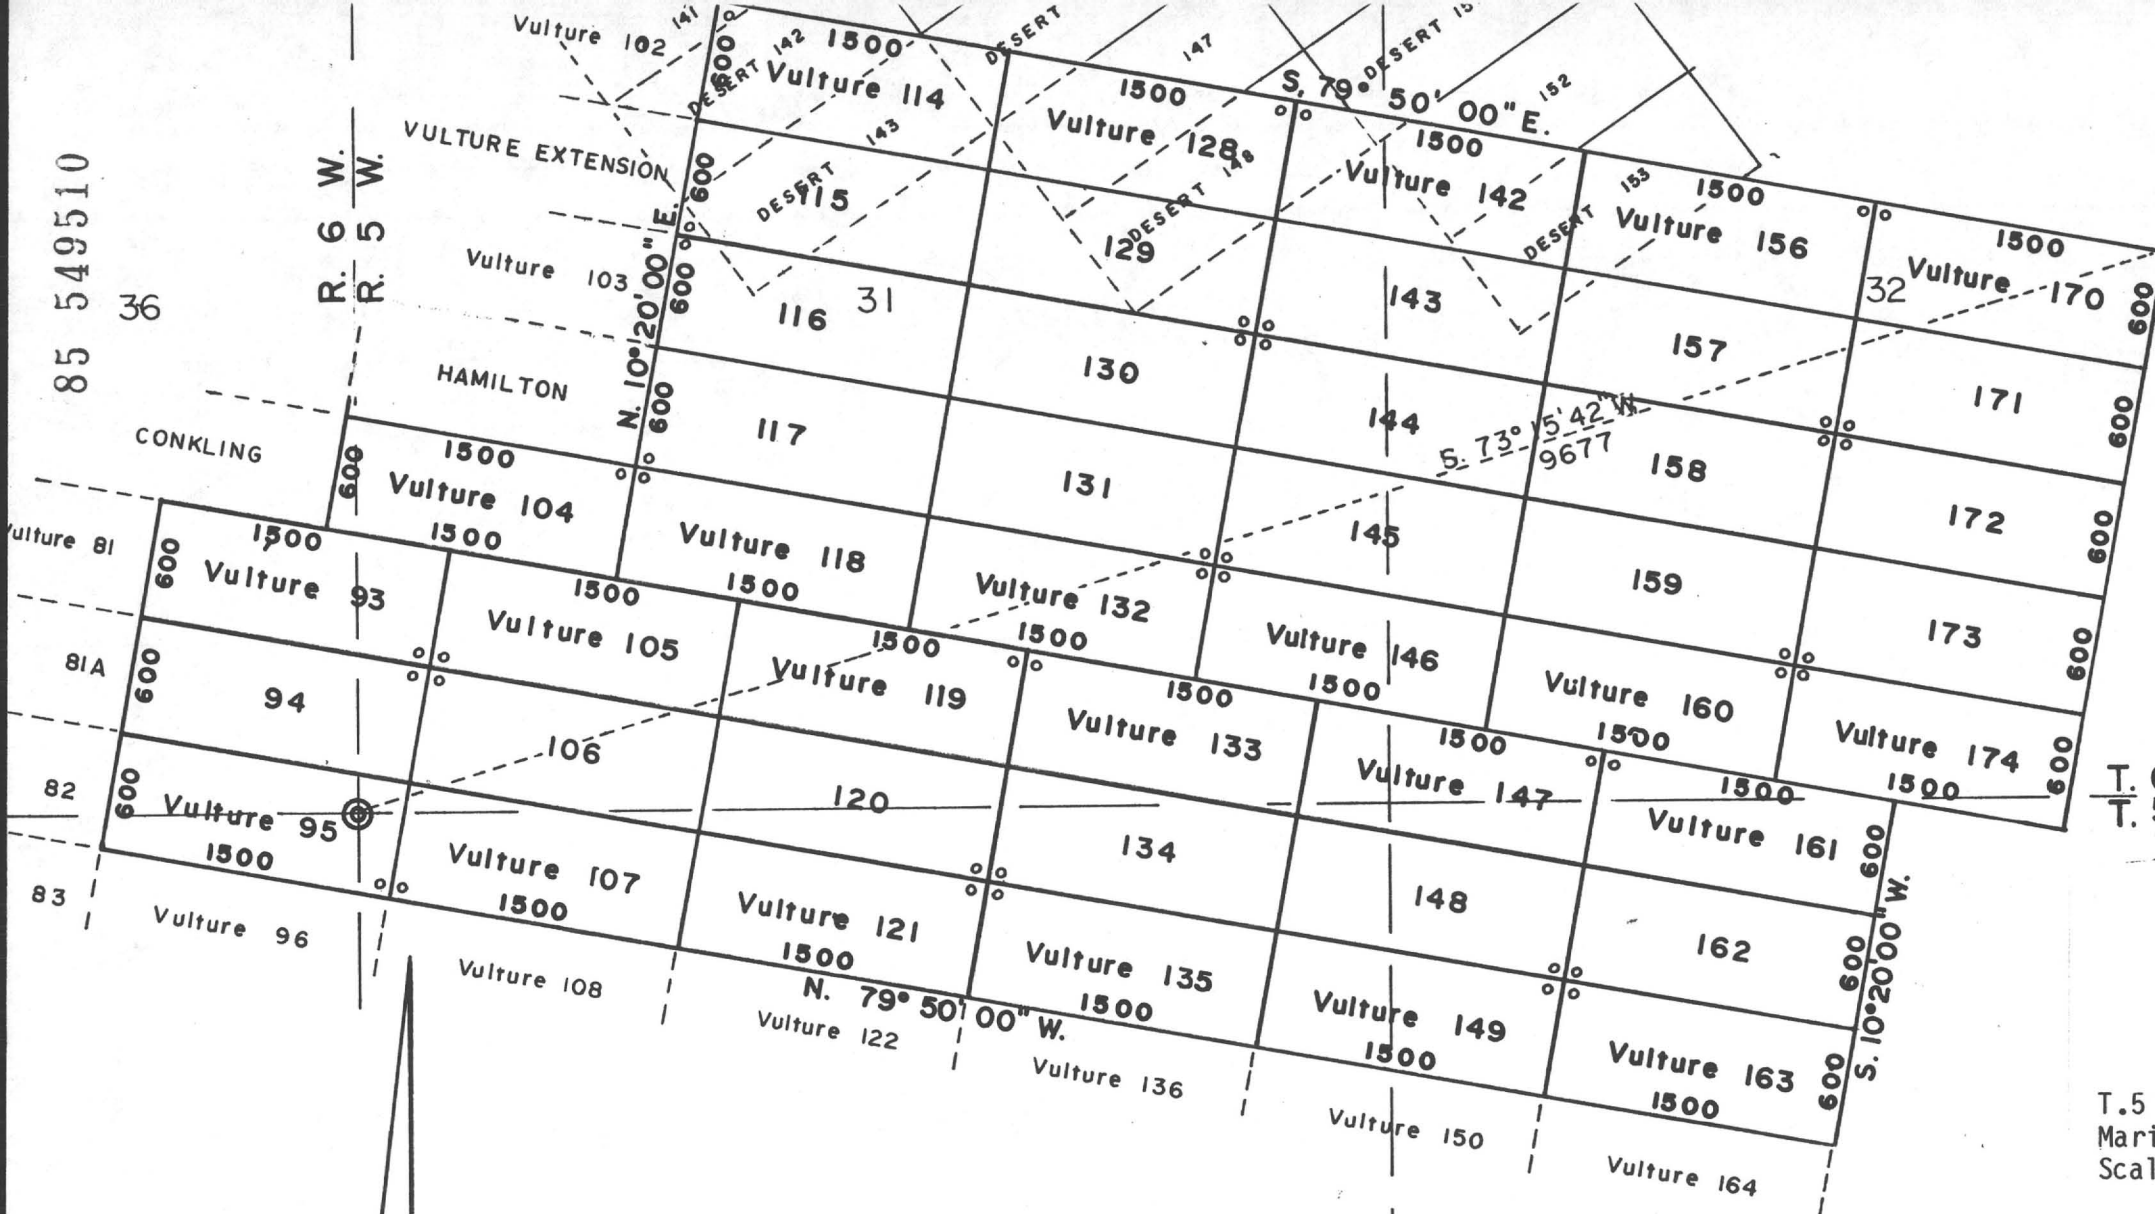 Vulture 102
141
600
DESERT 142
1500
Vulture 114
DESERT
147
1500
Vulture 128
S. 79° 50' 00" E.
DESERT
152
1500
Vulture 142
153
DESERT
1500
Vulture 156
1500
Vulture 170
600
VULTURE EXTENSION
600
DESERT 143
115
DESERT 148
129
143
157
32
171
600
85 549510
36
R. 6 W.
R. 5 W.
Vulture 103
N. 10° 20' 00" E.
600
116
31
130
144
S. 73° 15' 42" W
9677
158
172
600
HAMILTON
600
117
131
145
159
173
600
CONKLING
600
1500
Vulture 104
1500
Vulture 118
1500
Vulture 132
1500
Vulture 146
1500
Vulture 160
1500
Vulture 174
1500
600
Vulture 81
600
1500
Vulture 93
1500
Vulture 105
1500
Vulture 119
1500
Vulture 133
1500
Vulture 147
1500
Vulture 161
600
81A
600
94
106
120
134
148
162
600
S. 10° 20' 00" W.
82
600
Vulture 95
1500
Vulture 107
1500
Vulture 121
1500
Vulture 135
1500
Vulture 149
1500
Vulture 163
1500
600
N. 79° 50' 00" W.
83
Vulture 96
Vulture 108
Vulture 122
Vulture 136
Vulture 150
Vulture 164
T.
T.
T.5
Mari
Scal